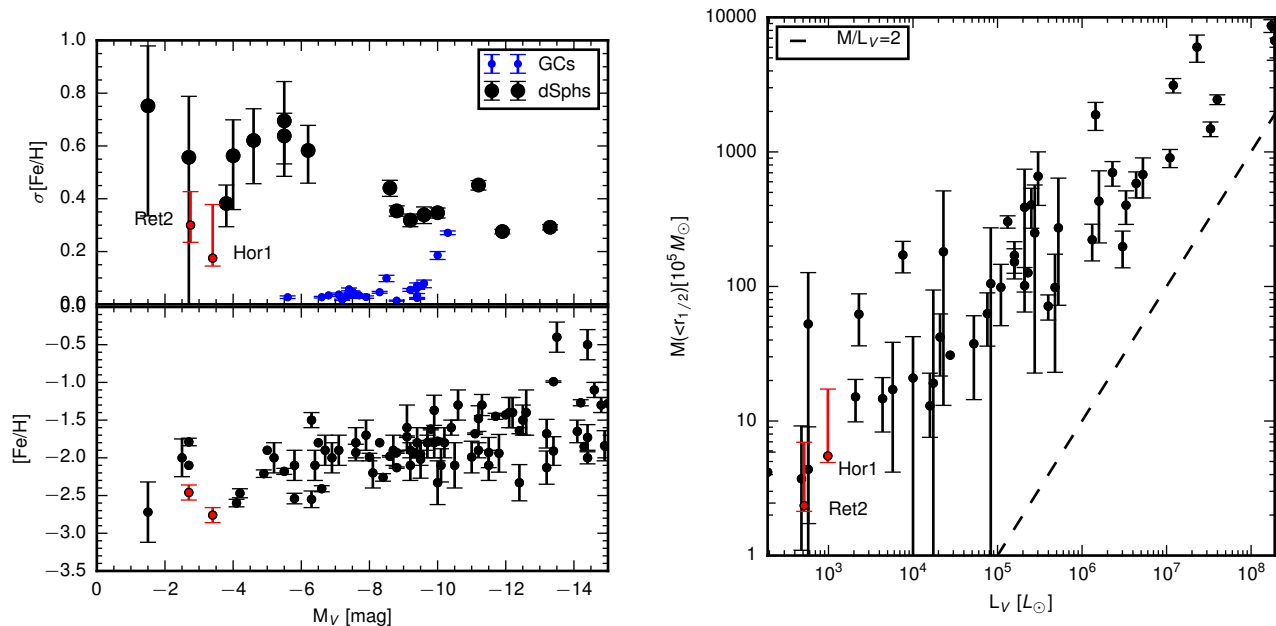 1.0
0.8
0.6
0.4
0.2
0.0
σ[Fe/H]
GCs
dSphs
Ret2
Hor1
0.0
−0.5
−1.0
−1.5
−2.0
−2.5
−3.0
−3.5
[Fe/H]
0 −2 −4 −6 −8 −10 −12 −14
M_V [mag]
10000
1000
100
10
1
M(<r_{1/2})[10^5 M_⊙]
M/L_V=2
Hor1
Ret2
10^3 10^4 10^5 10^6 10^7 10^8
L_V [L_⊙]